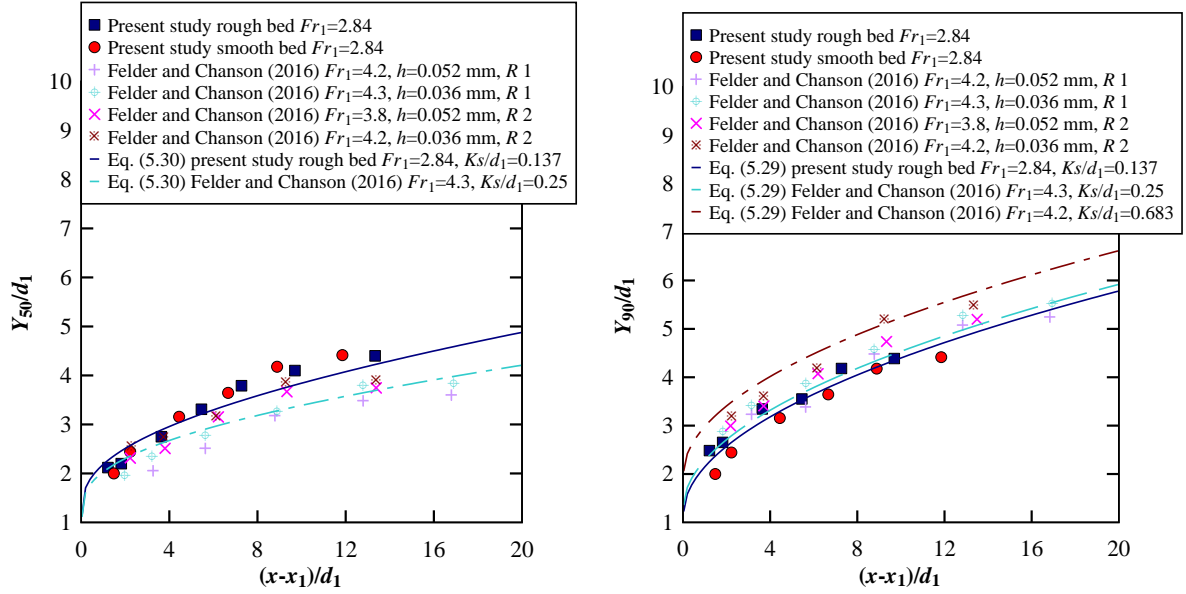 Present study rough bed Fr1=2.84
Present study smooth bed Fr1=2.84
Felder and Chanson (2016) Fr1=4.2, h=0.052 mm, R 1
Felder and Chanson (2016) Fr1=4.3, h=0.036 mm, R 1
Felder and Chanson (2016) Fr1=3.8, h=0.052 mm, R 2
Felder and Chanson (2016) Fr1=4.2, h=0.036 mm, R 2
Eq. (5.30) present study rough bed Fr1=2.84, Ks/d1=0.137
Eq. (5.30) Felder and Chanson (2016) Fr1=4.3, Ks/d1=0.25
10
9
8
7
6
5
4
3
2
1
Y50/d1
0 4 8 12 16 20
(x-x1)/d1
Present study rough bed Fr1=2.84
Present study smooth bed Fr1=2.84
Felder and Chanson (2016) Fr1=4.2, h=0.052 mm, R 1
Felder and Chanson (2016) Fr1=4.3, h=0.036 mm, R 1
Felder and Chanson (2016) Fr1=3.8, h=0.052 mm, R 2
Felder and Chanson (2016) Fr1=4.2, h=0.036 mm, R 2
Eq. (5.29) present study rough bed Fr1=2.84, Ks/d1=0.137
Eq. (5.29) Felder and Chanson (2016) Fr1=4.3, Ks/d1=0.25
Eq. (5.29) Felder and Chanson (2016) Fr1=4.2, Ks/d1=0.683
10
9
8
7
6
5
4
3
2
1
Y90/d1
0 4 8 12 16 20
(x-x1)/d1